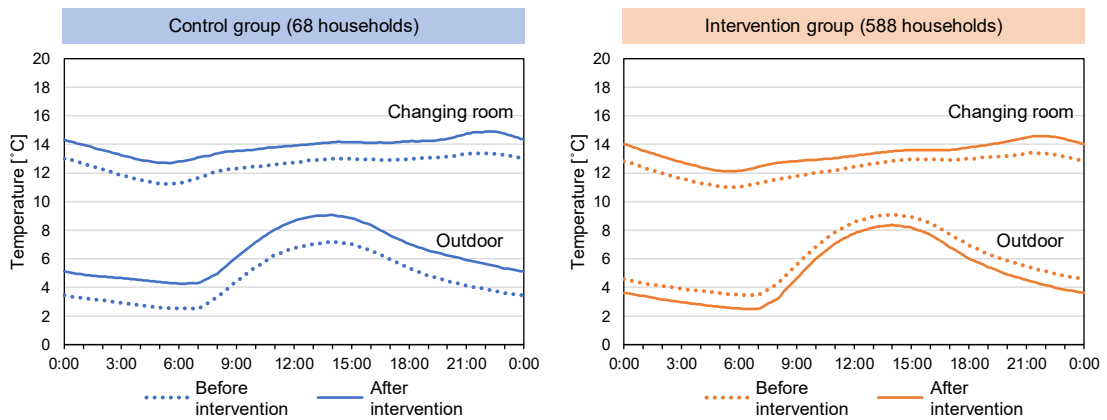 Control group (68 households)
20
18
16
14
12
10
8
6
4
2
0
Temperature [°C]
Changing room
Outdoor
0:00 3:00 6:00 9:00 12:00 15:00 18:00 21:00 0:00
Before intervention
After intervention
Intervention group (588 households)
20
18
16
14
12
10
8
6
4
2
0
Temperature [°C]
Changing room
Outdoor
0:00 3:00 6:00 9:00 12:00 15:00 18:00 21:00 0:00
Before intervention
After intervention